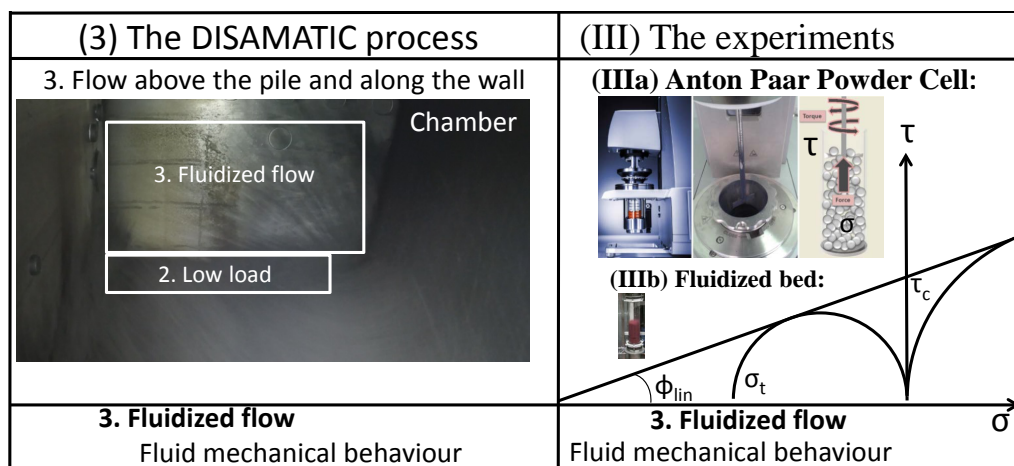 (3) The DISAMATIC process
3. Flow above the pile and along the wall
Chamber
3. Fluidized flow
2. Low load
3. Fluidized flow
Fluid mechanical behaviour
(III) The experiments
(IIIa) Anton Paar Powder Cell:
Torque
τ
Force
σ
τ
(IIIb) Fluidized bed:
τc
σt
ϕlin
σ
3. Fluidized flow
Fluid mechanical behaviour